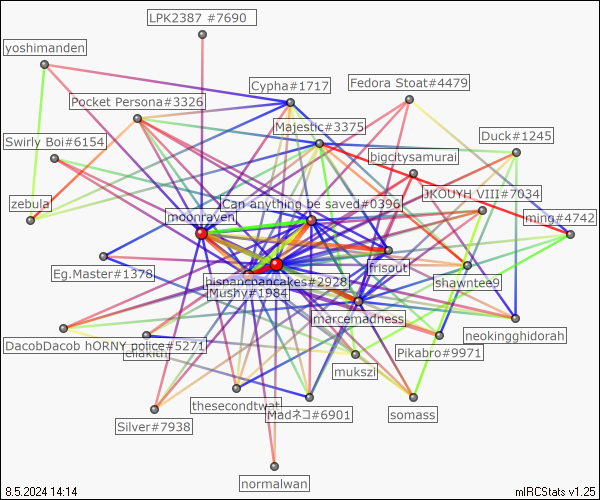 LPK2387 #7690
yoshimanden
Cypha#1717
Fedora Stoat#4479
Pocket Persona#3326
Majestic#3375
Duck#1245
Swirly Boi#6154
bigcitysamurai
JKOUYH VIII#7034
zebula
Can anything be saved#0396
moonraven
ming#4742
Eg.Master#1378
frisout
hispanicpancakes#2928
shawntee9
Mushy#1984
marcemadness
neokingghidorah
DacobDacob hORNY police#5271
Pikabro#9971
mukszi
thesecondtwat
Madネコ#6901
somass
Silver#7938
normalwan
8.5.2024 14:14
mIRCStats v1.25